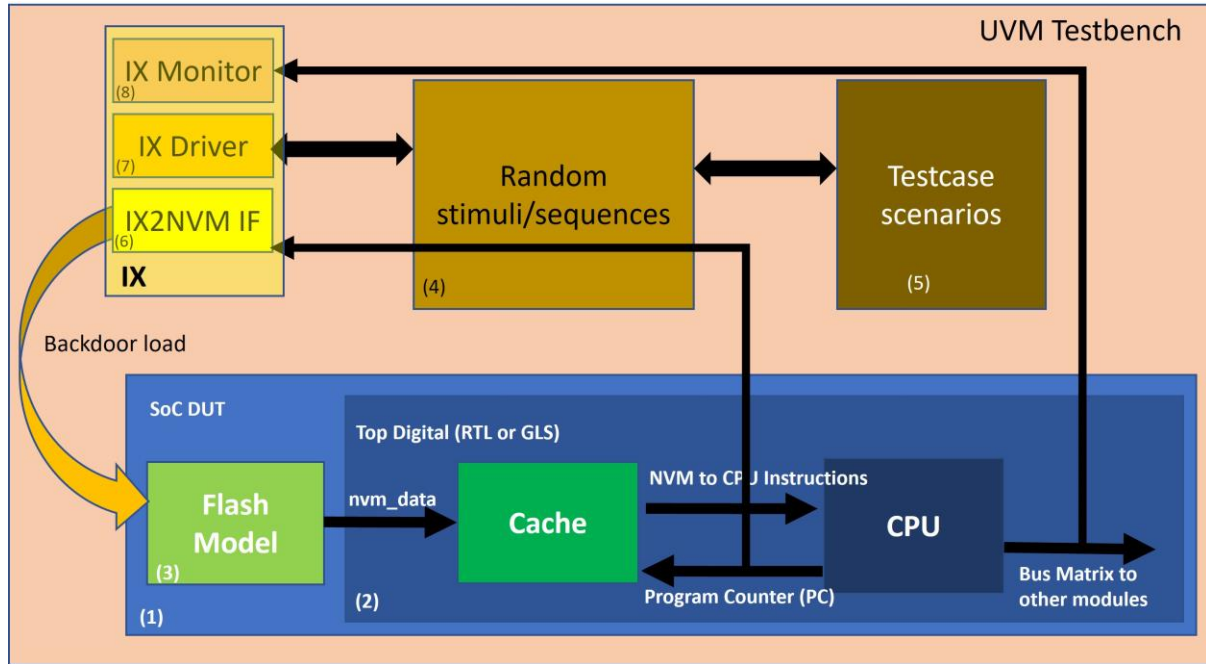 UVM Testbench
IX Monitor
(8)
IX Driver
(7)
IX2NVM IF
(6)
IX
Random
stimuli/sequences
(4)
Testcase
scenarios
(5)
Backdoor load
SoC DUT
Top Digital (RTL or GLS)
Flash
Model
(3)
(1)
nvm_data
(2)
Cache
NVM to CPU Instructions
Program Counter (PC)
CPU
Bus Matrix to
other modules